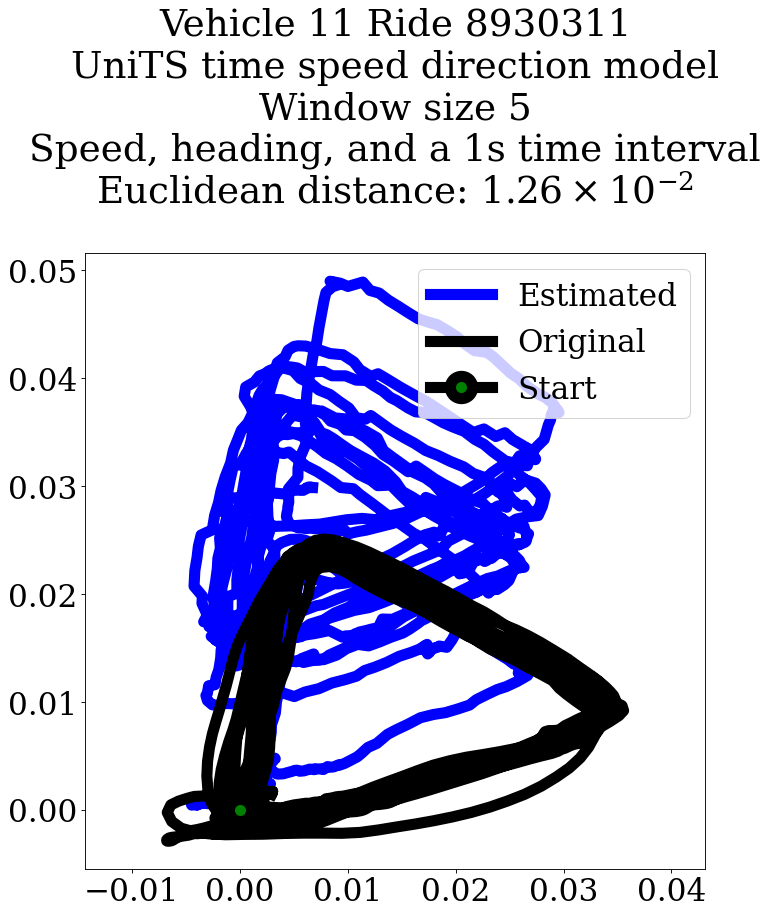 Vehicle 11 Ride 8930311
UniTS time speed direction model
Window size 5
Speed, heading, and a 1s time interval
Euclidean distance: 1.26 × 10⁻²
Estimated
Original
Start
0.05
0.04
0.03
0.02
0.01
0.00
−0.01 0.00 0.01 0.02 0.03 0.04